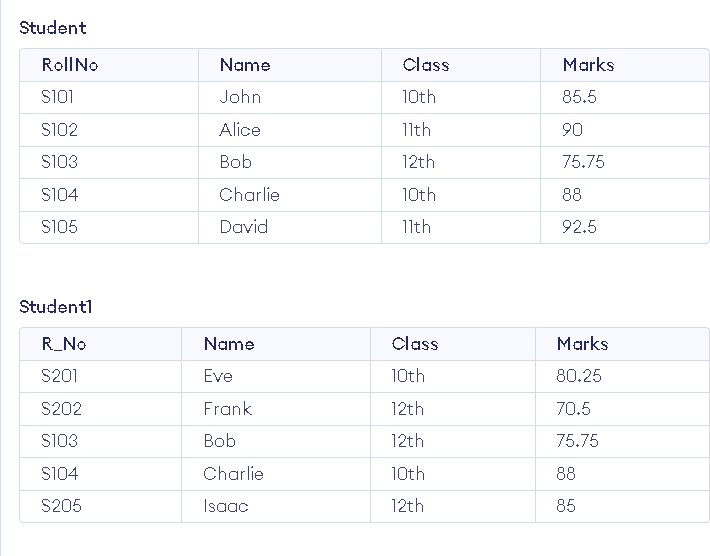 Student
RollNo Name Class Marks
S101 John 10th 85.5
S102 Alice 11th 90
S103 Bob 12th 75.75
S104 Charlie 10th 88
S105 David 11th 92.5
Student1
R_No Name Class Marks
S201 Eve 10th 80.25
S202 Frank 12th 70.5
S103 Bob 12th 75.75
S104 Charlie 10th 88
S205 Isaac 12th 85